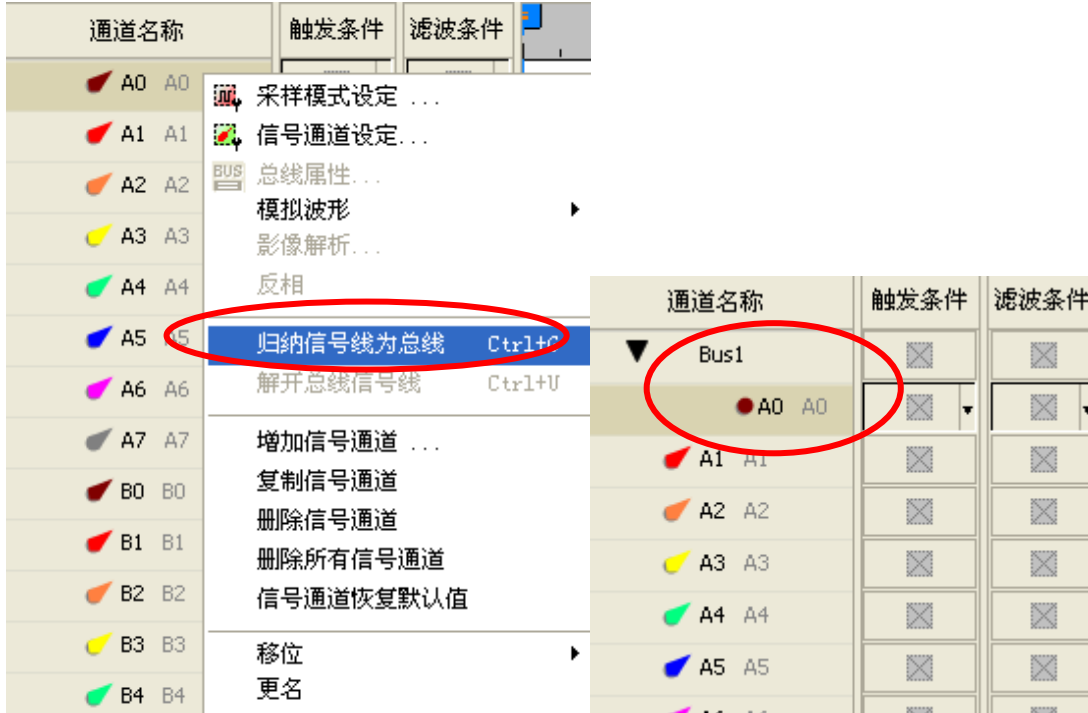 通道名称 触发条件 滤波条件
A0 A0
A1 A1
A2 A2
A3 A3
A4 A4
A5 A5
A6 A6
A7 A7
B0 B0
B1 B1
B2 B2
B3 B3
B4 B4
采样模式设定 ...
信号通道设定...
BUS 总线属性...
模拟波形
影像解析...
反相
归纳信号线为总线 Ctrl+G
解开总线信号线 Ctrl+U
增加信号通道 ...
复制信号通道
删除信号通道
删除所有信号通道
信号通道恢复默认值
移位
更名
通道名称 触发条件 滤波条件
Bus1
A0 A0
A1 A1
A2 A2
A3 A3
A4 A4
A5 A5